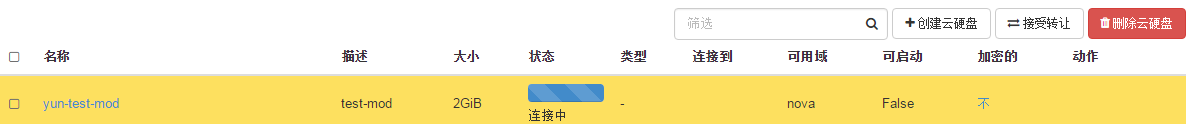 筛选 创建云硬盘 接受转让 删除云硬盘
名称 描述 大小 状态 类型 连接到 可用域 可启动 加密的 动作
yun-test-mod test-mod 2GiB - nova False 不
连接中